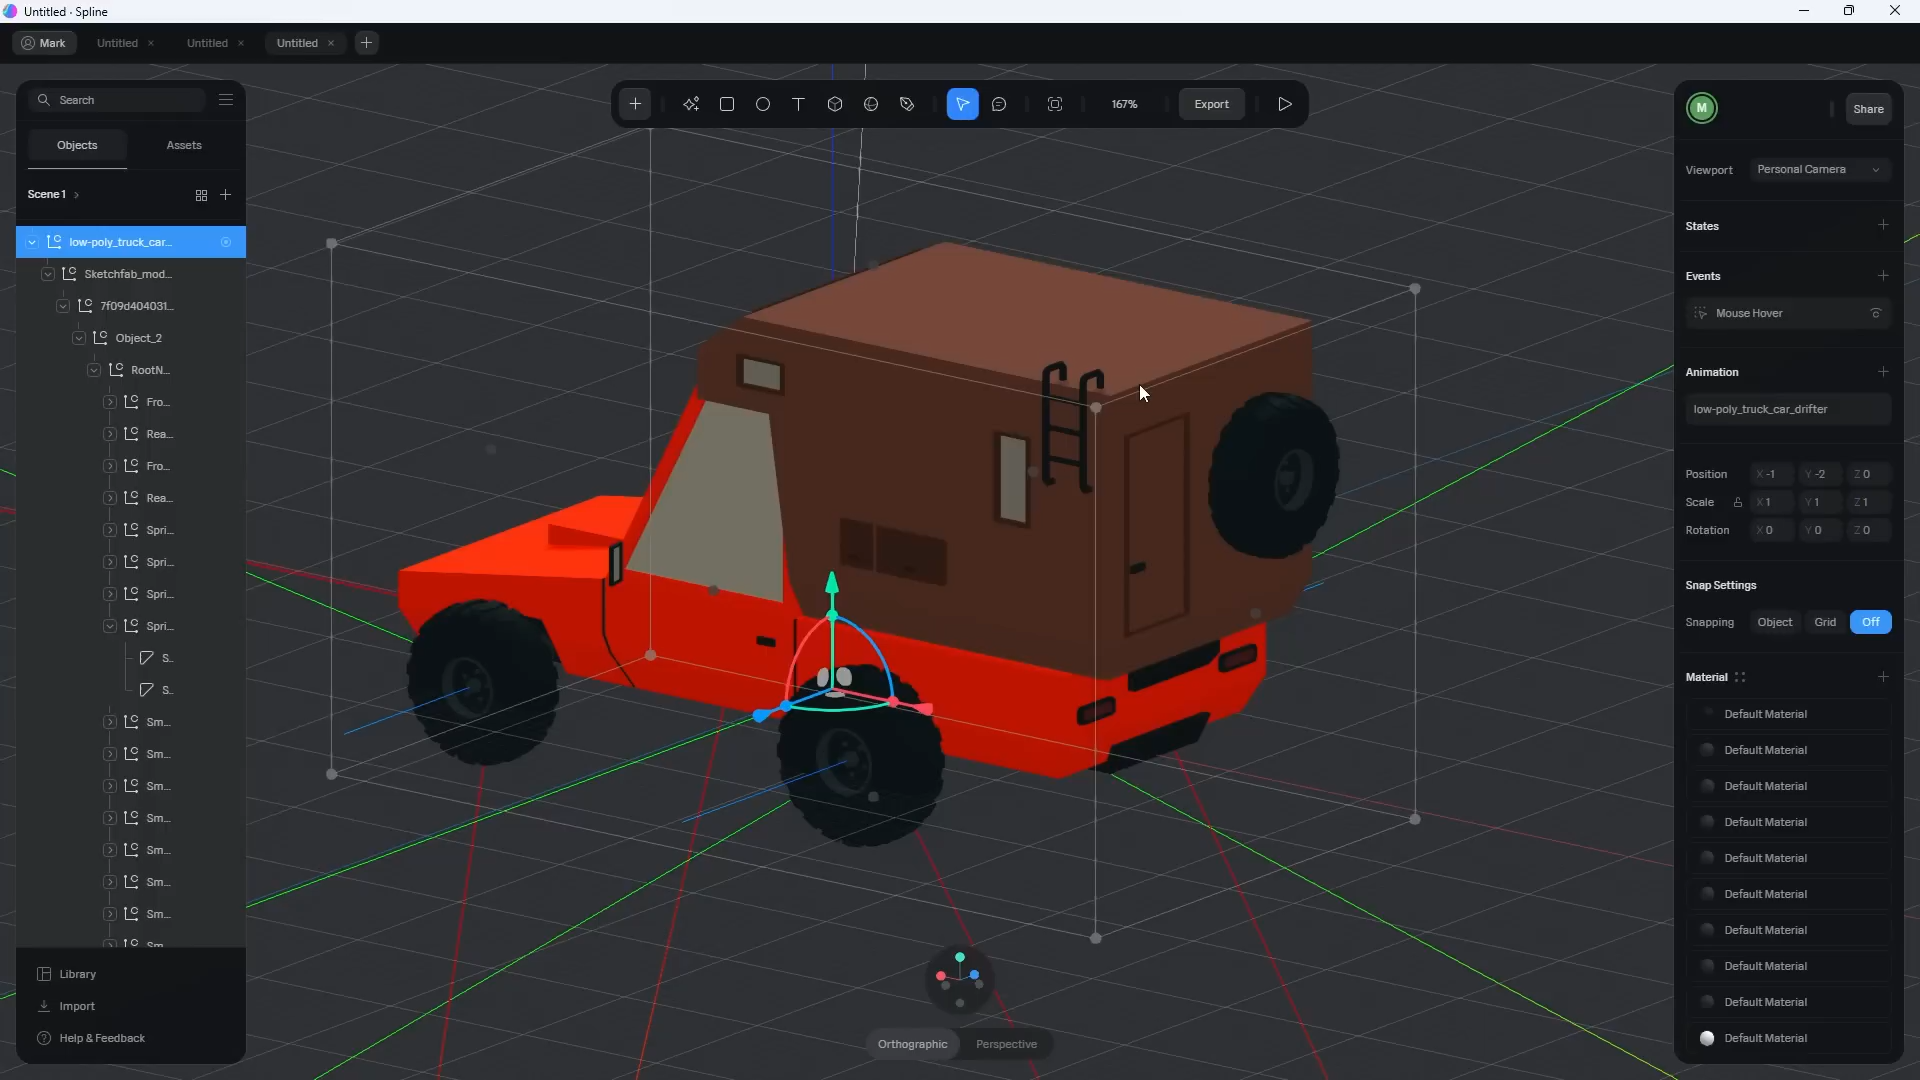 Untitled - Spline
Mark
Untitled
Untitled
Untitled
Search
Objects
Assets
Scene 1
low-poly_truck_car...
Sketchfab_mod...
7f09d404031...
Object_2
RootN...
Fro...
Rea...
Fro...
Rea...
Spri...
Spri...
Spri...
Spri...
S..
S..
Sm...
Sm...
Sm...
Sm...
Sm...
Sm...
Sm...
Sm...
Library
Import
Help & Feedback
167%
Export
Orthographic
Perspective
M
Share
Viewport
Personal Camera
States
Events
Mouse Hover
Animation
low-poly_truck_car_drifter
Position X -1 Y -2 Z 0
Scale X 1 Y 1 Z 1
Rotation X 0 Y 0 Z 0
Snap Settings
Snapping Object Grid Off
Material
Default Material
Default Material
Default Material
Default Material
Default Material
Default Material
Default Material
Default Material
Default Material
Default Material